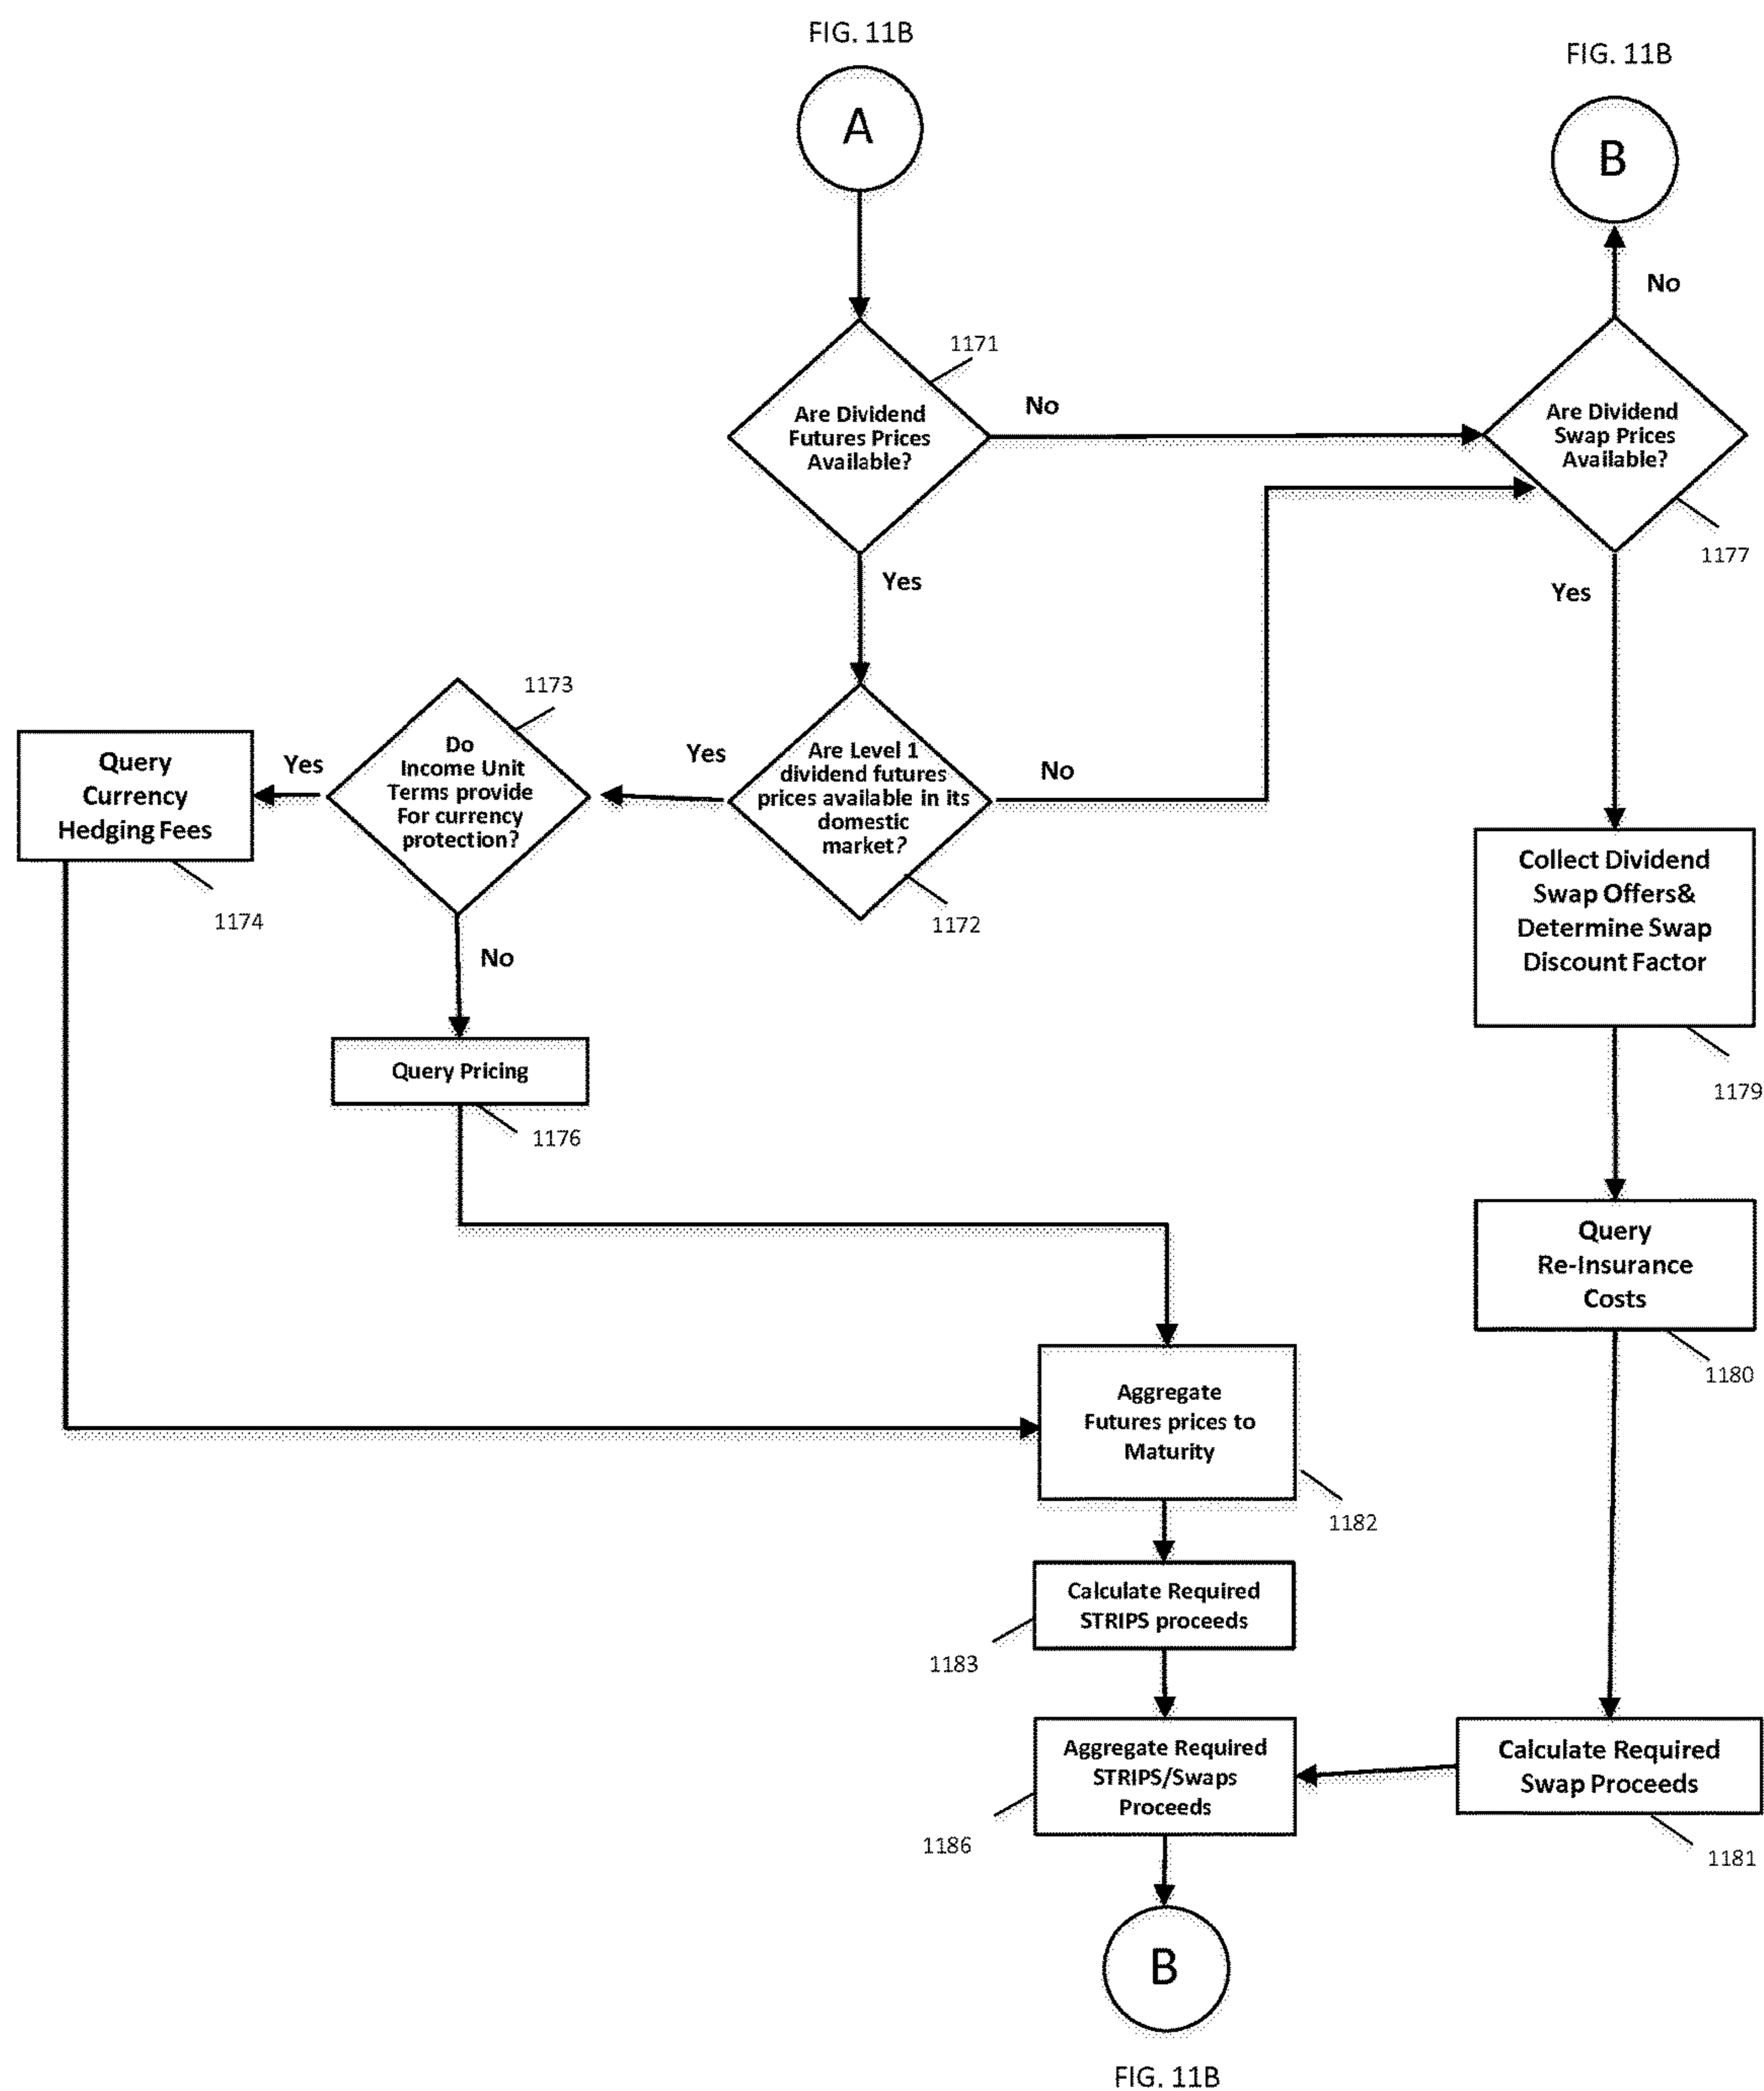 FIG. 11B
FIG. 11B
A
B
No
1171
Are Dividend
Futures Prices
Available?
No
Are Dividend
Swap Prices
Available?
1177
Yes
Yes
1173
Do
Income Unit
Terms provide
For currency
protection?
Yes
Query
Currency
Hedging Fees
1174
Yes
Are Level 1
dividend futures
prices available in its
domestic
market?
No
1172
Collect Dividend
Swap Offers&
Determine Swap
Discount Factor
1179
No
Query Pricing
1176
Query
Re-Insurance
Costs
1180
Aggregate
Futures prices to
Maturity
1182
Calculate Required
STRIPS proceeds
1183
Aggregate Required
STRIPS/Swaps
Proceeds
1186
Calculate Required
Swap Proceeds
1181
B
FIG. 11B